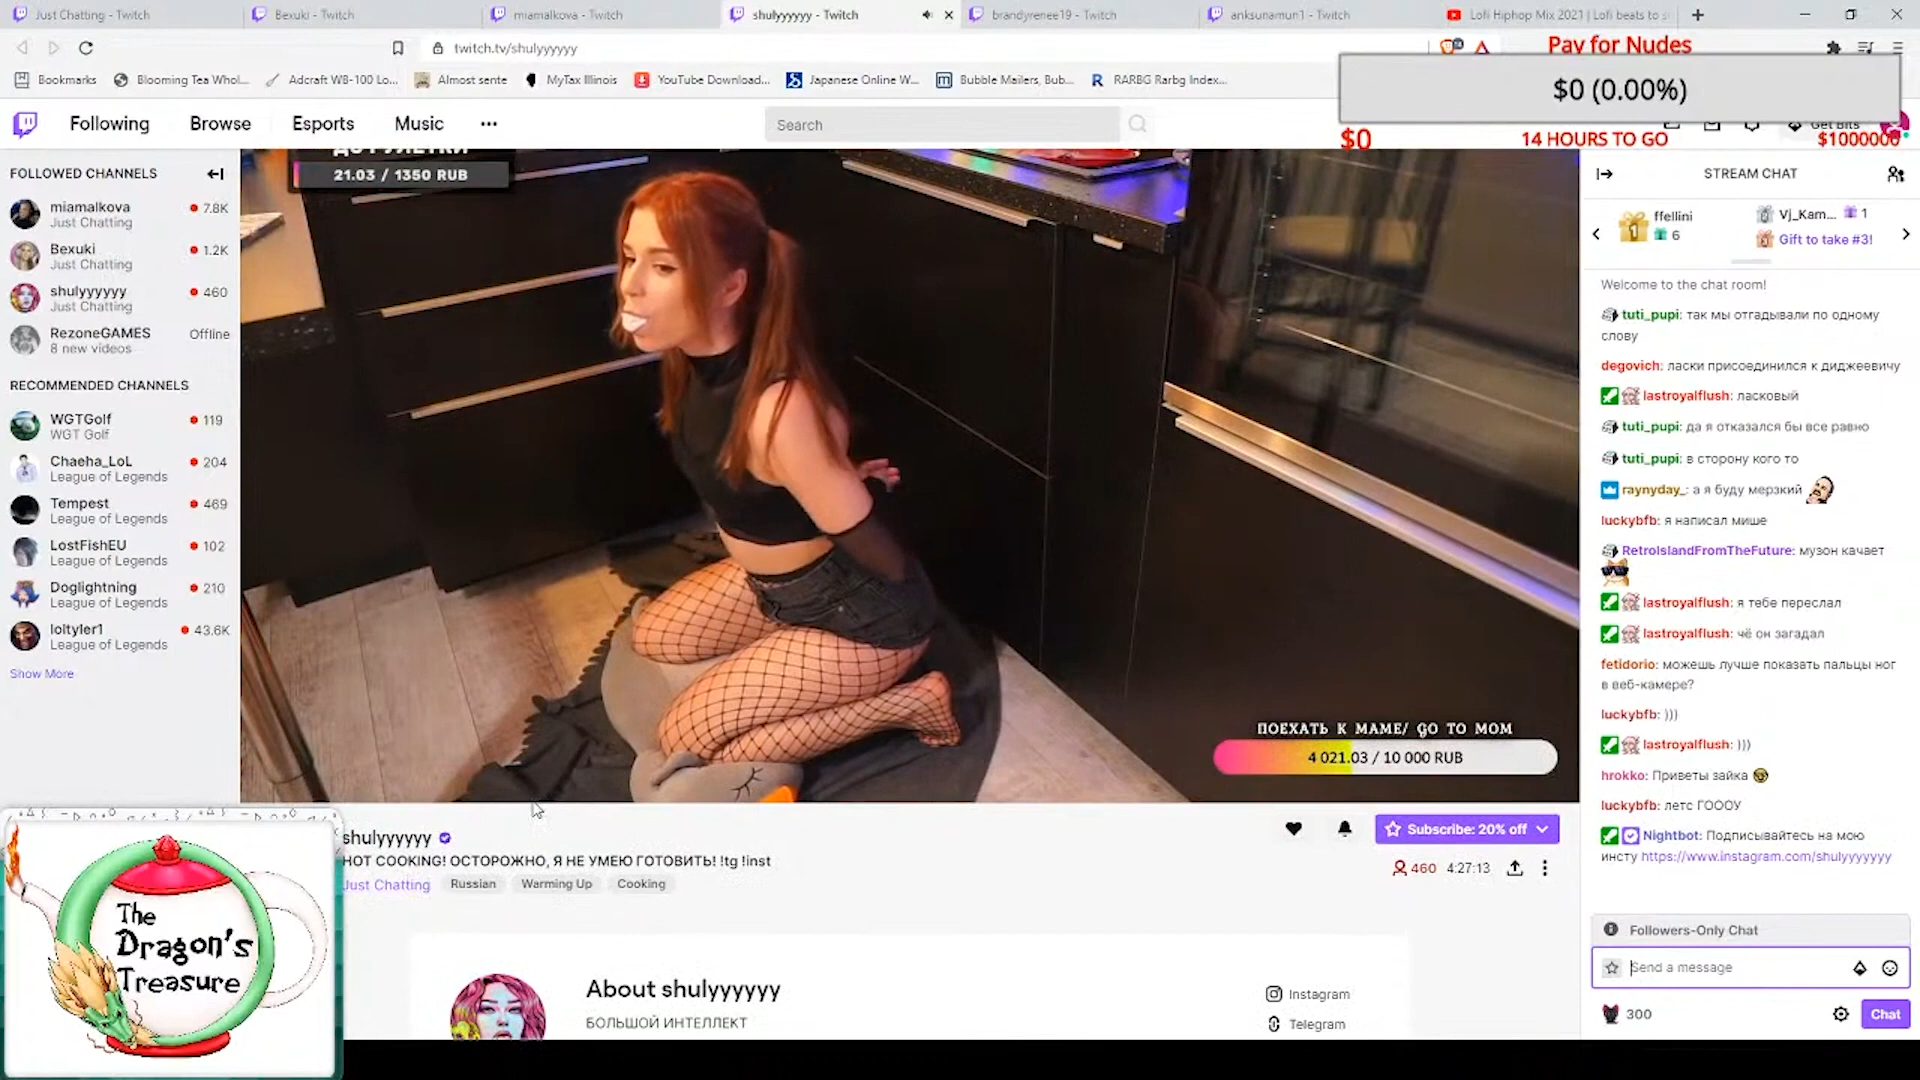 Just Chatting - Twitch
Bexuki - Twitch
miamalkova - Twitch
shulyyyyyy - Twitch
brandyrenee19 - Twitch
anksunamun1 - Twitch
Lofi Hiphop Mix 2021 | Lofi beats to
twitch.tv/shulyyyyyy
Pay for Nudes
Bookmarks
Blooming Tea Whol...
Adcraft WB-100 Lo...
Almost sente
MyTax Illinois
YouTube Download...
Japanese Online W...
Bubble Mailers, Bub...
RARBG Rarbg Index...
$0 (0.00%)
$0
14 HOURS TO GO
$1000000
Following
Browse
Esports
Music
Search
Get Bits
FOLLOWED CHANNELS
miamalkova
7.8K
Just Chatting
Bexuki
1.2K
Just Chatting
shulyyyyyy
460
Just Chatting
RezoneGAMES
Offline
8 new videos
RECOMMENDED CHANNELS
WGTGolf
119
WGT Golf
Chaeha_LoL
204
League of Legends
Tempest
469
League of Legends
LostFishEU
102
League of Legends
Doglightning
210
League of Legends
loltyler1
43.6K
League of Legends
Show More
21.03 / 1350 RUB
ПОЕХАТЬ К МАМЕ/ GO TO MOM
4 021.03 / 10 000 RUB
shulyyyyyy
HOT COOKING! ОСТОРОЖНО, Я НЕ УМЕЮ ГОТОВИТЬ! !tg !inst
Just Chatting
Russian
Warming Up
Cooking
Subscribe: 20% off
460
4:27:13
About shulyyyyyy
БОЛЬШОЙ ИНТЕЛЛЕКТ
Instagram
Telegram
The
Dragon's
Treasure
STREAM CHAT
1
ffellini
6
Vj_Kam...
1
Gift to take #3!
Welcome to the chat room!
tuti_pupi: так мы отгадывали по одному
слову
degovich: ласки присоединился к диджеевичу
lastroyalflush: ласковый
tuti_pupi: да я отказался бы все равно
tuti_pupi: в сторону кого то
raynyday_: а я буду мерзкий
luckybfb: я написал мише
RetroIslandFromTheFuture: музон качает
lastroyalflush: я тебе переслал
lastroyalflush: чё он загадал
fetidorio: можешь лучше показать пальцы ног
в веб-камере?
luckybfb: )))
lastroyalflush: )))
hrokko: Приветы зайка
luckybfb: летс ГОООУ
Nightbot: Подписывайтесь на мою
инсту https://www.instagram.com/shulyyyyyyy
Followers-Only Chat
Send a message
300
Chat